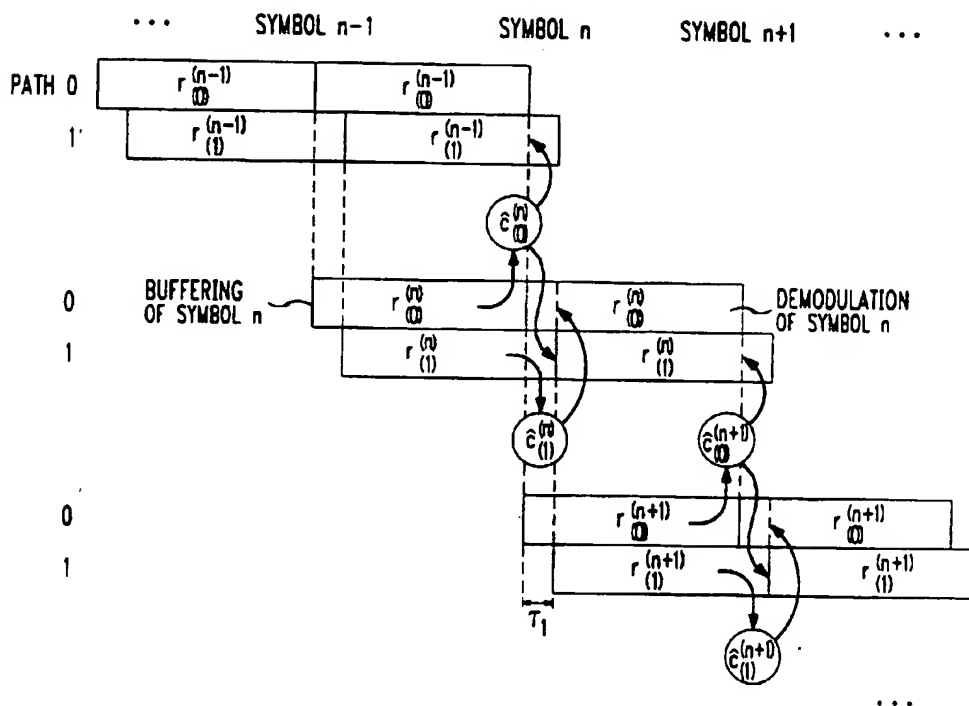 ... SYMBOL n-1 SYMBOL n SYMBOL n+1 ...
PATH 0 r(0)(n-1) r(0)(n-1)
1 r(1)(n-1) r(1)(n-1)
ĉ(0)(n)
BUFFERING OF SYMBOL n
0 r(0)(n) r(0)(n)
DEMODULATION OF SYMBOL n
1 r(1)(n) r(1)(n)
ĉ(1)(n) ĉ(0)(n+1)
0 r(0)(n+1) r(0)(n+1)
1 r(1)(n+1) r(1)(n+1)
τ1
ĉ(1)(n+1)
...